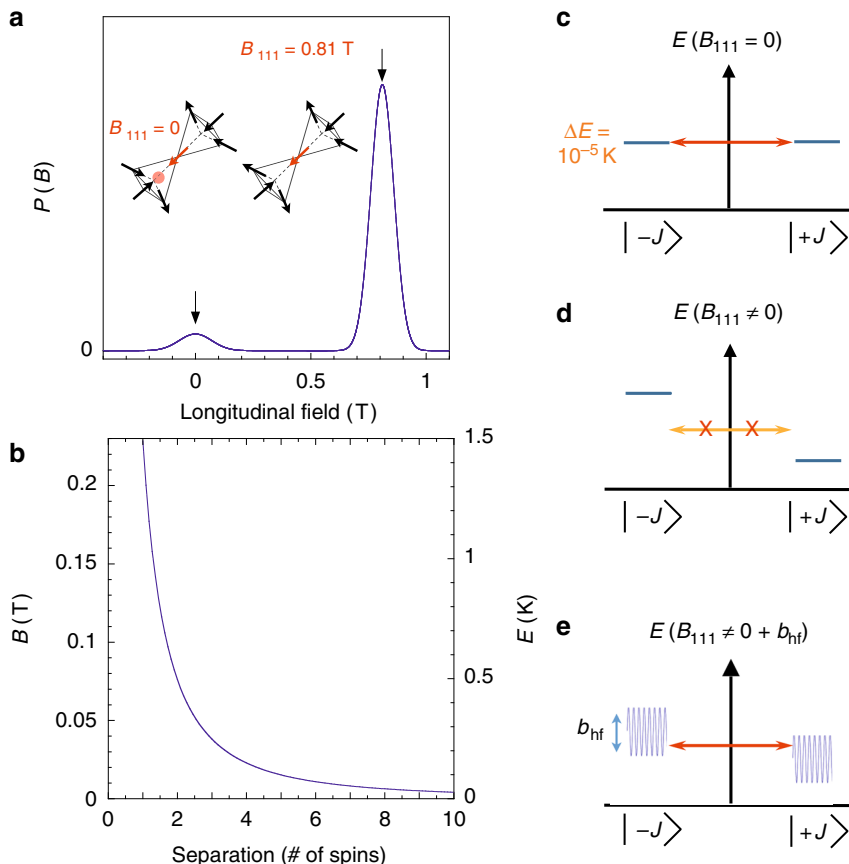 a
B 111 = 0.81 T
B 111 = 0
P (B)
0
0 0.5 1
Longitudinal field (T)
b
0.2
0.15
0.1
0.05
0
B (T)
1.5
1
0.5
0
E (K)
0 2 4 6 8 10
Separation (# of spins)
c
E (B111 = 0)
ΔE =
10−5 K
| −J⟩ | +J⟩
d
E (B111 ≠ 0)
X X
| −J⟩ | +J⟩
e
E (B111 ≠ 0 + bhf)
bhf
| −J⟩ | +J⟩